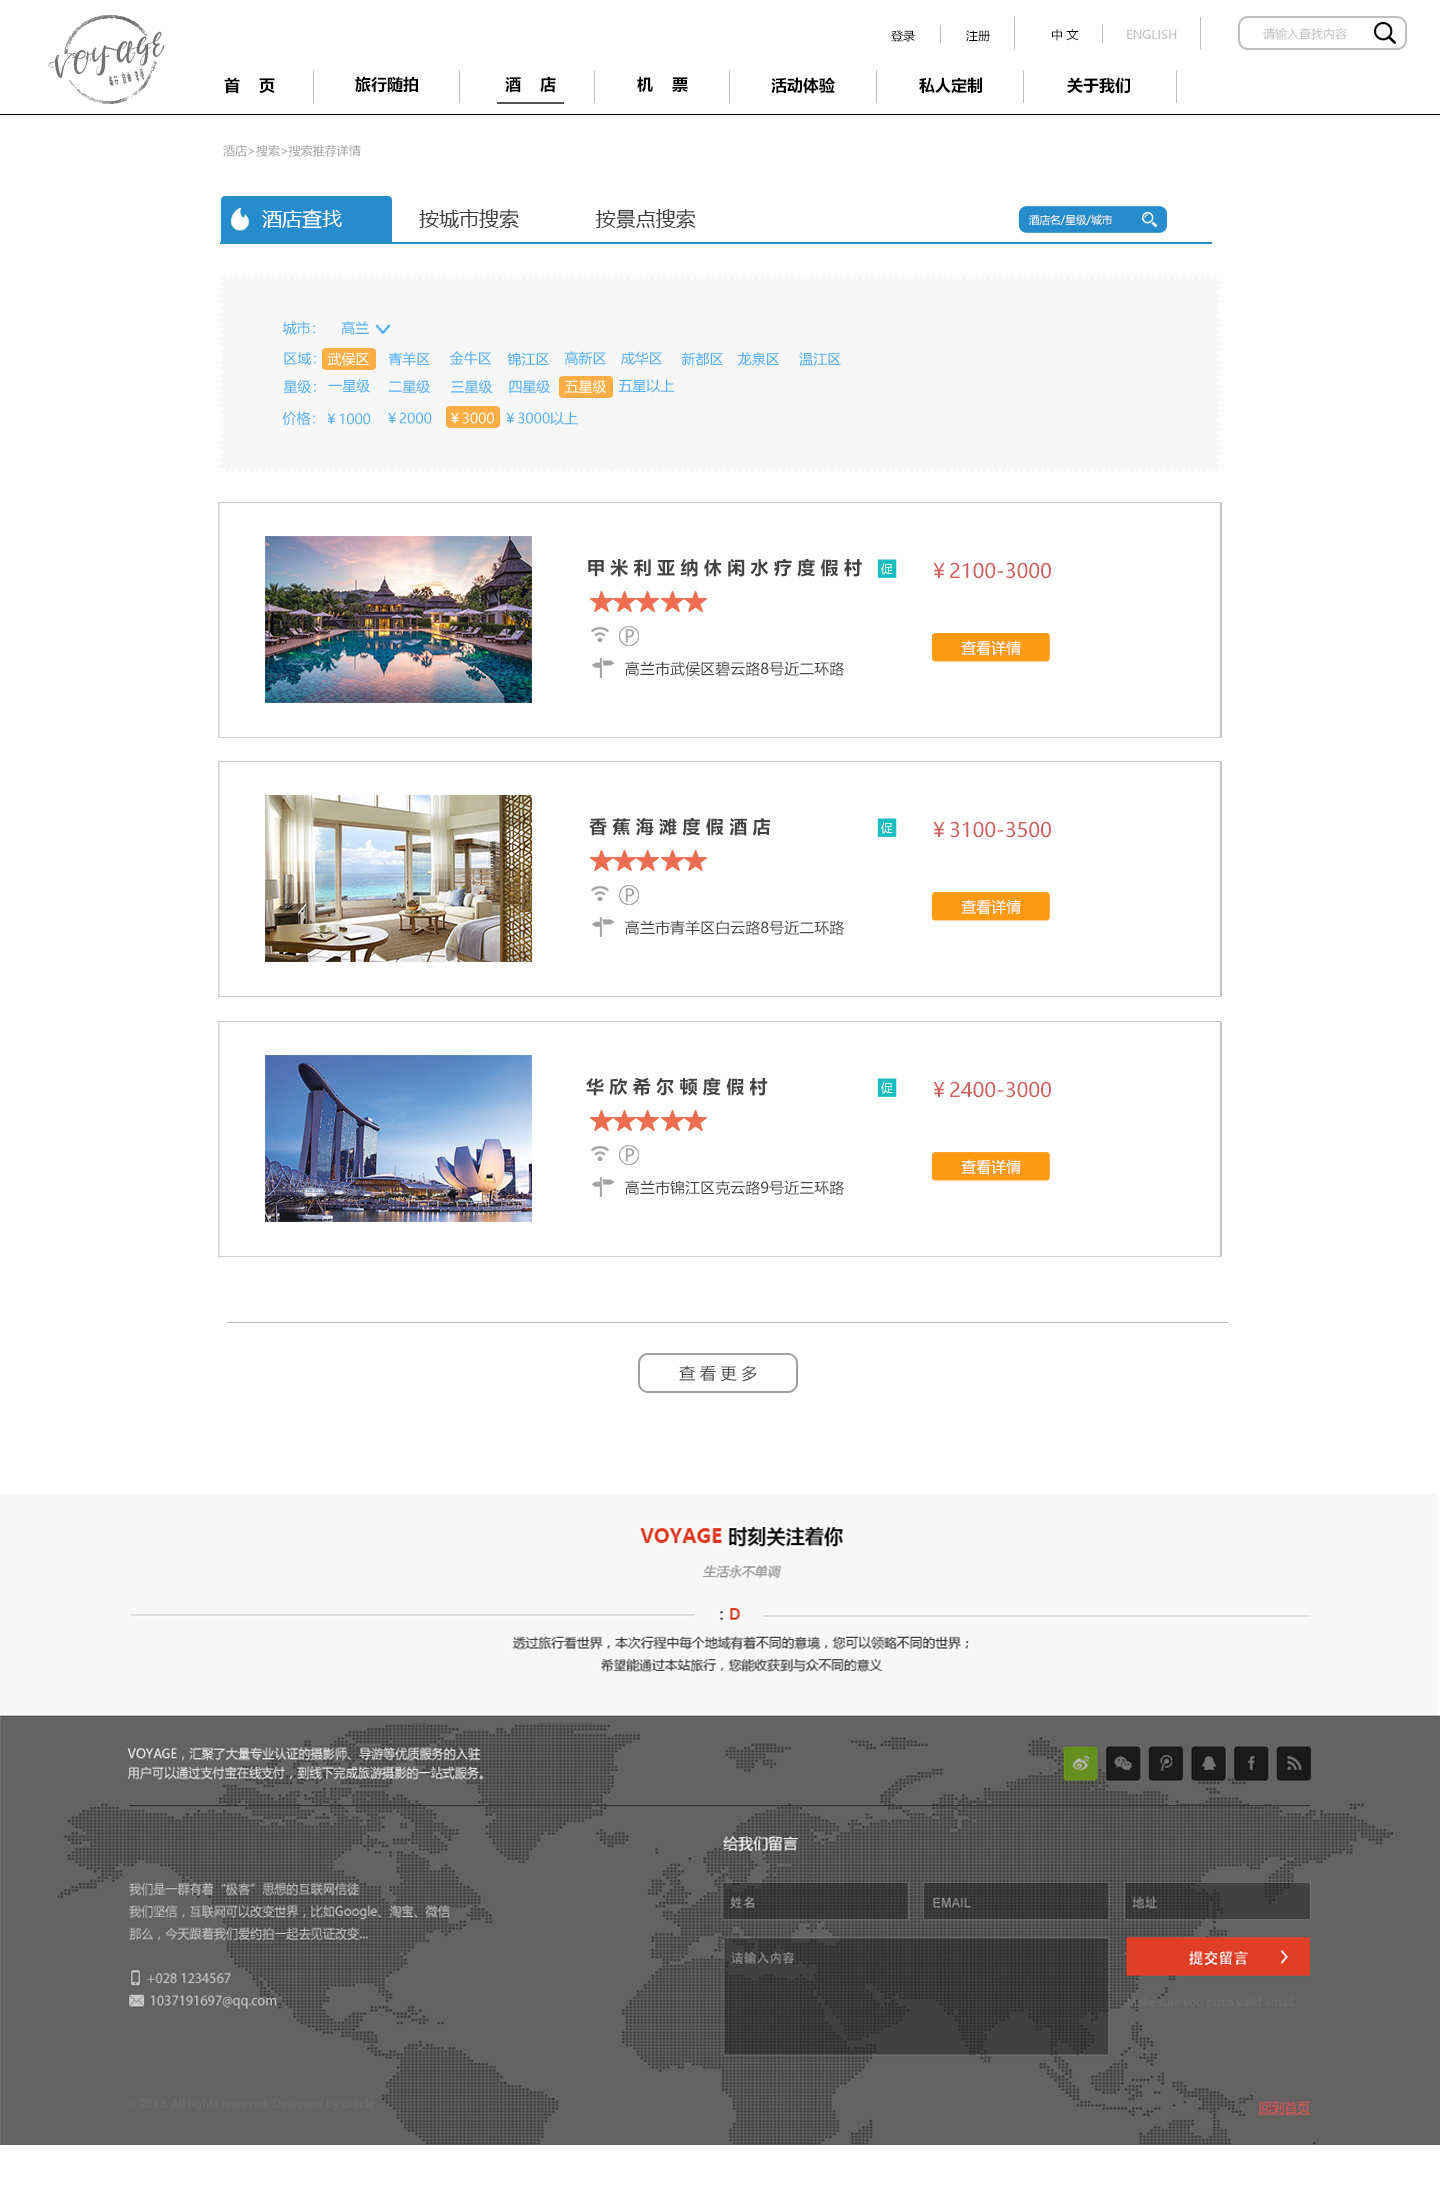 voyage
登录
注册
中 文
ENGLISH
请输入查找内容
首 页
旅行随拍
酒 店
机 票
活动体验
私人定制
关于我们
酒店>搜索>搜索推荐详情
酒店查找
按城市搜索
按景点搜索
酒店名/星级/城市
城市： 高兰
区域： 武侯区 青羊区 金牛区 锦江区 高新区 成华区 新都区 龙泉区 温江区
星级： 一星级 二星级 三星级 四星级 五星级 五星以上
价格： ¥1000 ¥2000 ¥3000 ¥3000以上
甲米利亚纳休闲水疗度假村 促 ¥2100-3000
P
查看详情
高兰市武侯区碧云路8号近二环路
香蕉海滩度假酒店 促 ¥3100-3500
P
查看详情
高兰市青羊区白云路8号近二环路
华欣希尔顿度假村 促 ¥2400-3000
P
查看详情
高兰市锦江区克云路9号近三环路
查看更多
VOYAGE 时刻关注着你
生活永不单调
：D
透过旅行看世界，本次行程中每个地域有着不同的意境，您可以领略不同的世界；
希望能通过本站旅行，您能收获到与众不同的意义
VOYAGE，汇聚了大量专业认证的摄影师、导游等优质服务的入驻
用户可以通过支付宝在线支付，到线下完成旅游摄影的一站式服务。
给我们留言
我们是一群有着“极客”思想的互联网信徒
我们坚信，互联网可以改变世界，比如Google、淘宝、微信
那么，今天跟着我们爱约拍一起去见证改变...
姓名
EMAIL
地址
请输入内容
提交留言
+028 1234567
1037191697@qq.com
Make sure you put a valid email.
© 2013. All rights reserved. Designed by oracle
回到首页